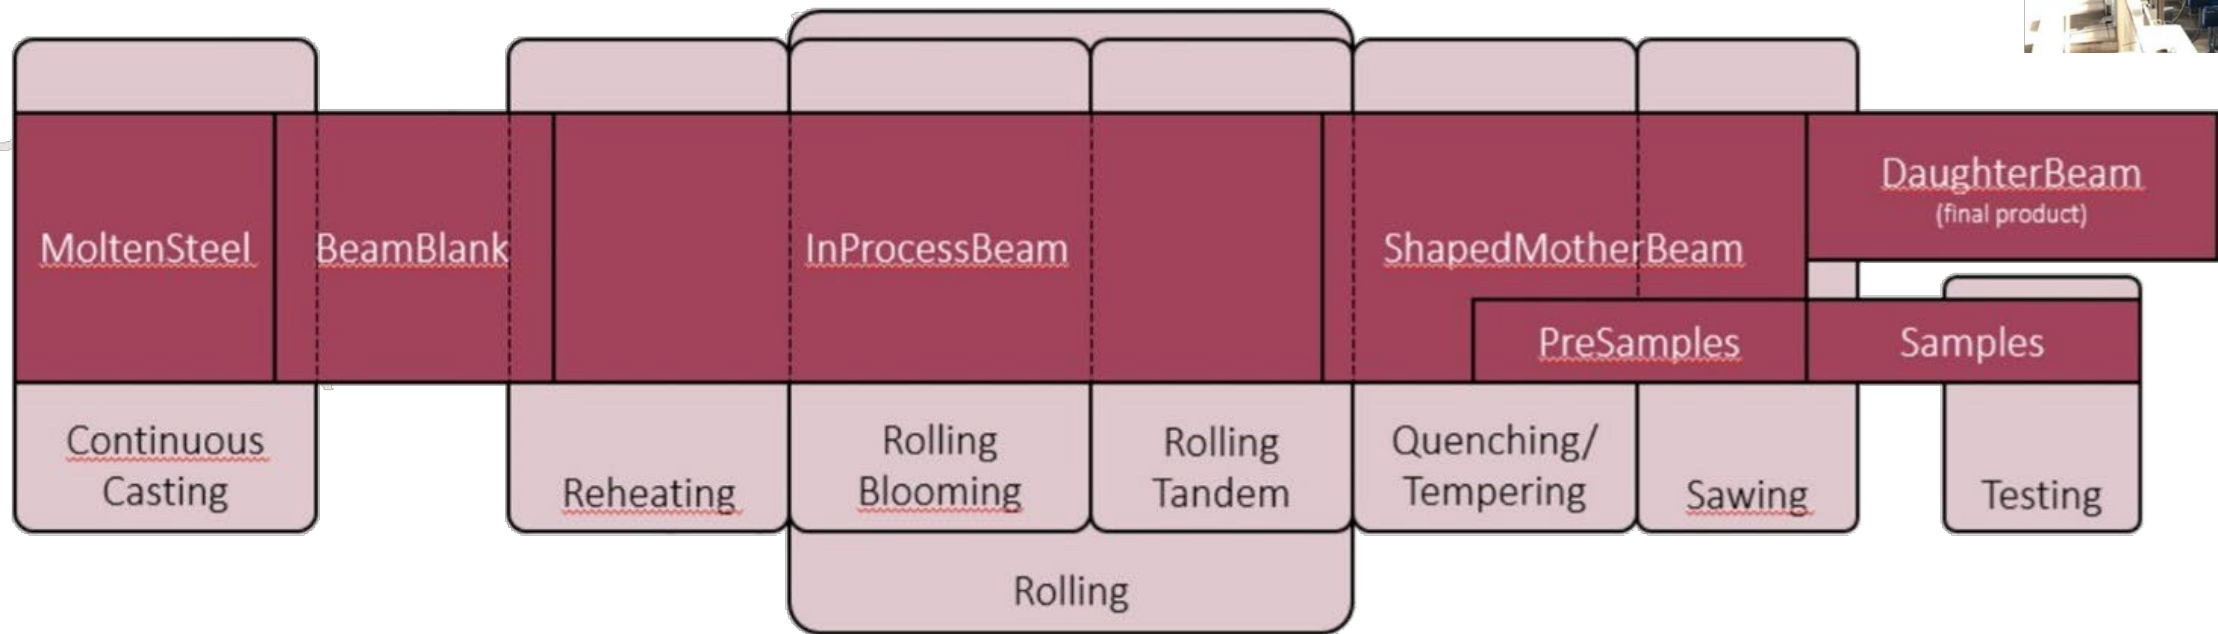 MoltenSteel
BeamBlank
InProcessBeam
ShapedMotherBeam
DaughterBeam
(final product)
PreSamples
Samples
Continuous
Casting
Reheating
Rolling
Blooming
Rolling
Tandem
Quenching/
Tempering
Sawing
Testing
Rolling